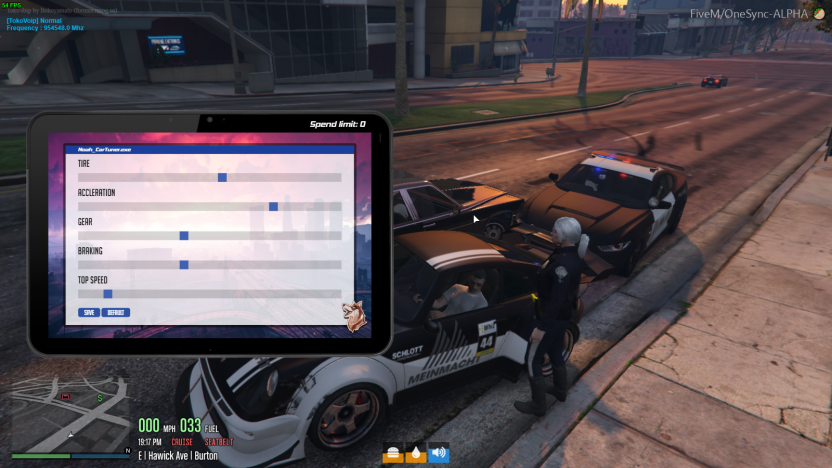 54 FPS
[TokoVoip] Normal
Frequency : 954548.0 Mhz
FiveM/OneSync-ALPHA
Spend limit: 0
Noah_CarTuner.exe
TIRE
ACCLERATION
GEAR
BRAKING
TOP SPEED
SAVE DEFAULT
SCHLOTT
MEINMACHT
44
000 MPH 033 FUEL
19:17 PM CRUISE SEATBELT
E | Hawick Ave | Burton
N